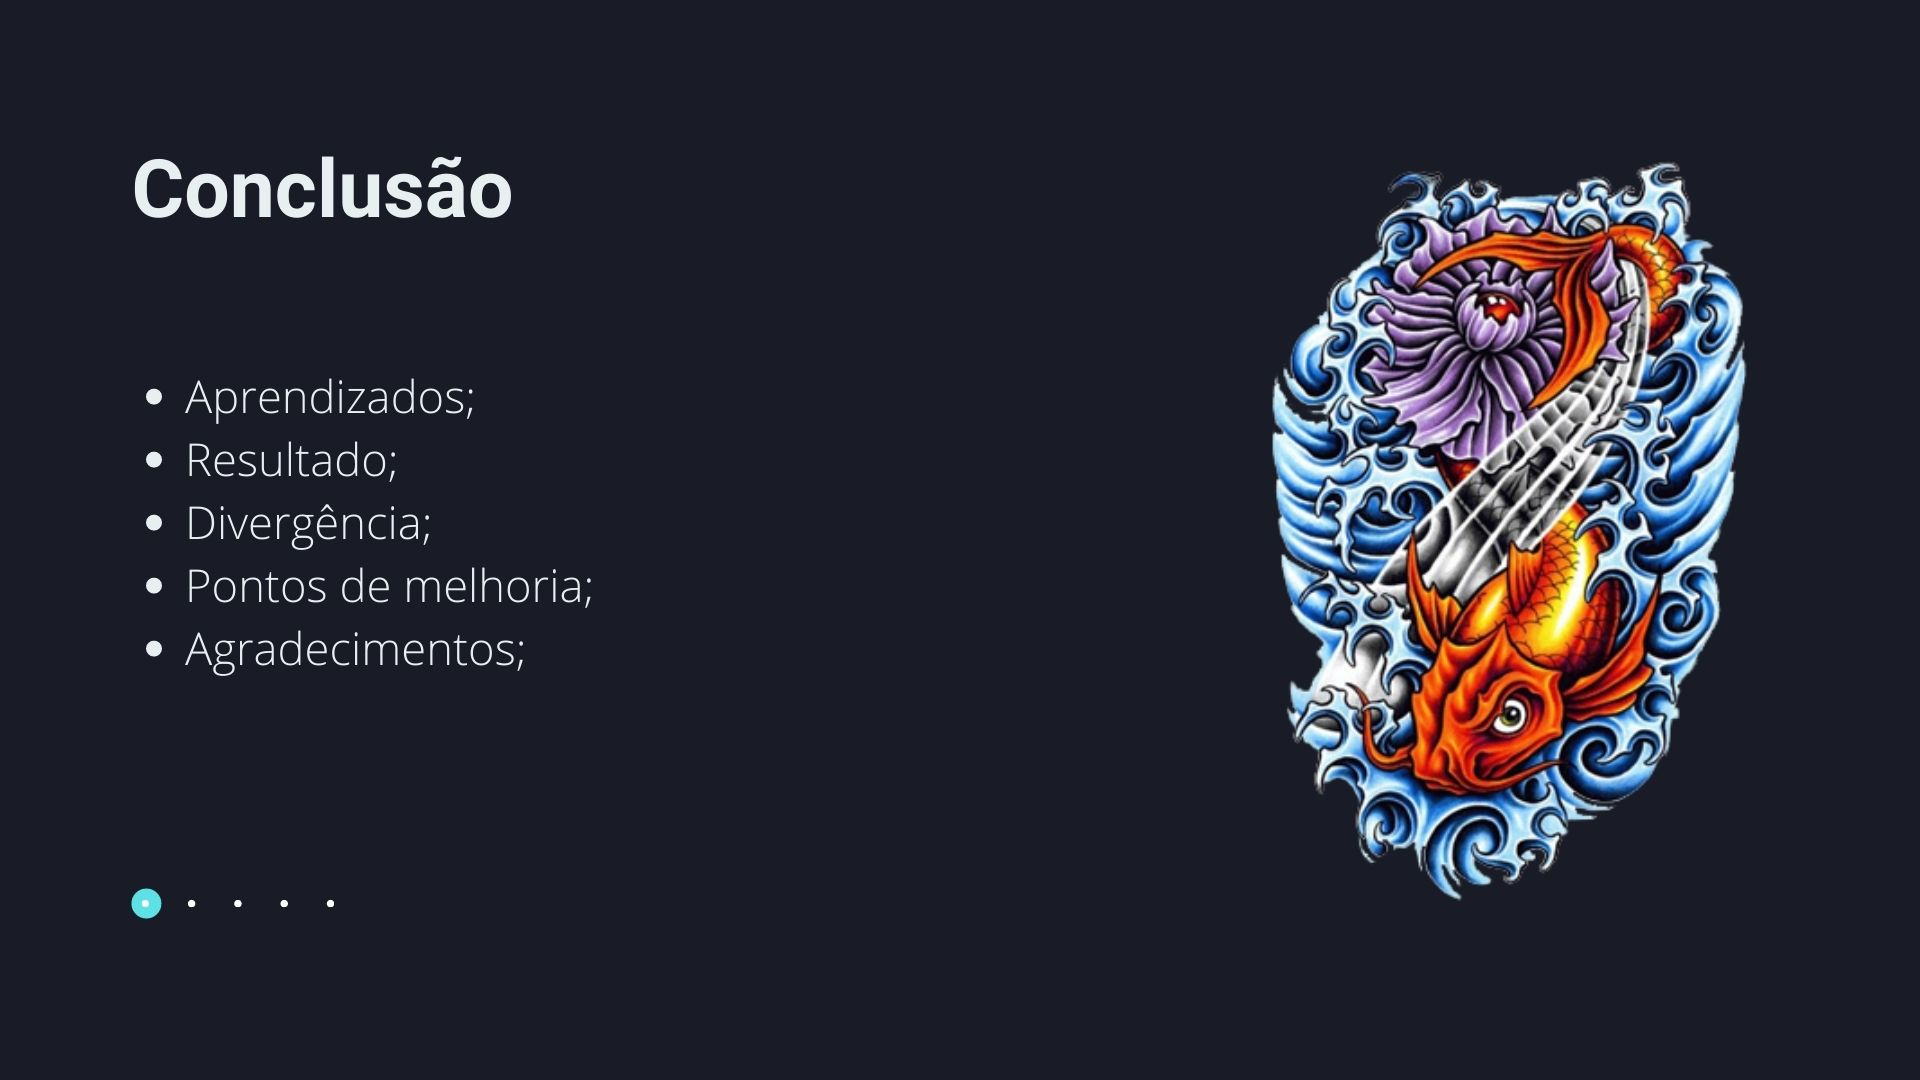 Conclusão
Aprendizados;
Resultado;
Divergência;
Pontos de melhoria;
Agradecimentos;